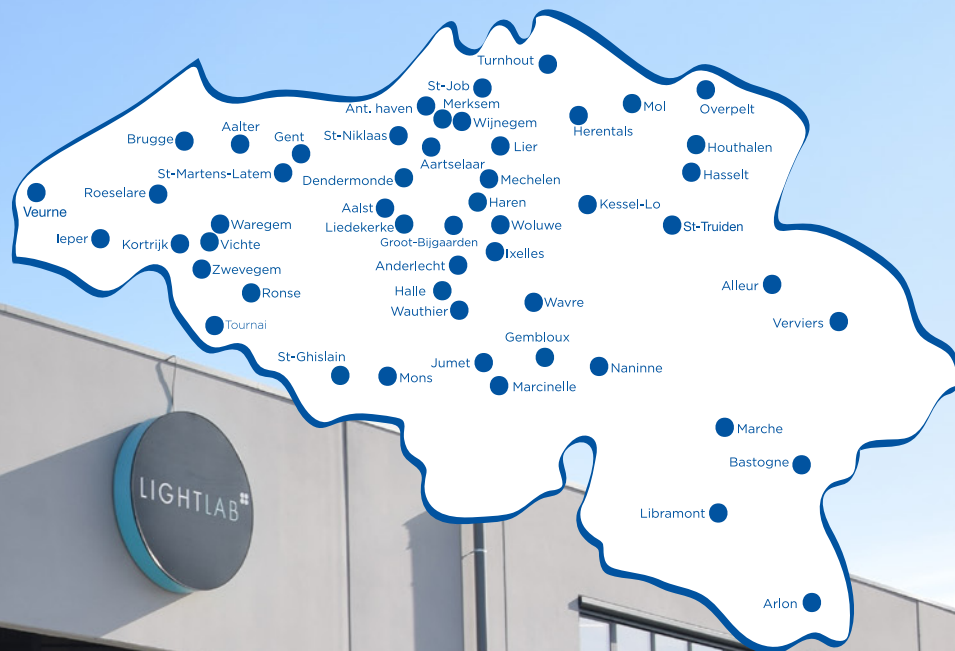 Turnhout
St-Job
Mol
Overpelt
Ant. haven
Merksem
Herentals
Wijnegem
Brugge
Aalter
Gent
St-Niklaas
Lier
Houthalen
Aartselaar
St-Martens-Latem
Dendermonde
Mechelen
Hasselt
Roeselare
Veurne
Aalst
Haren
Kessel-Lo
Waregem
Liedekerke
Woluwe
St-Truiden
Ieper
Kortrijk
Vichte
Groot-Bijgaarden
Ixelles
Zwevegem
Anderlecht
Ronse
Halle
Alleur
Wauthier
Wavre
Tournai
Verviers
Gembloux
St-Ghislain
Jumet
Naninne
Mons
Marcinelle
Marche
Bastogne
LIGHTLAB
Libramont
Arlon